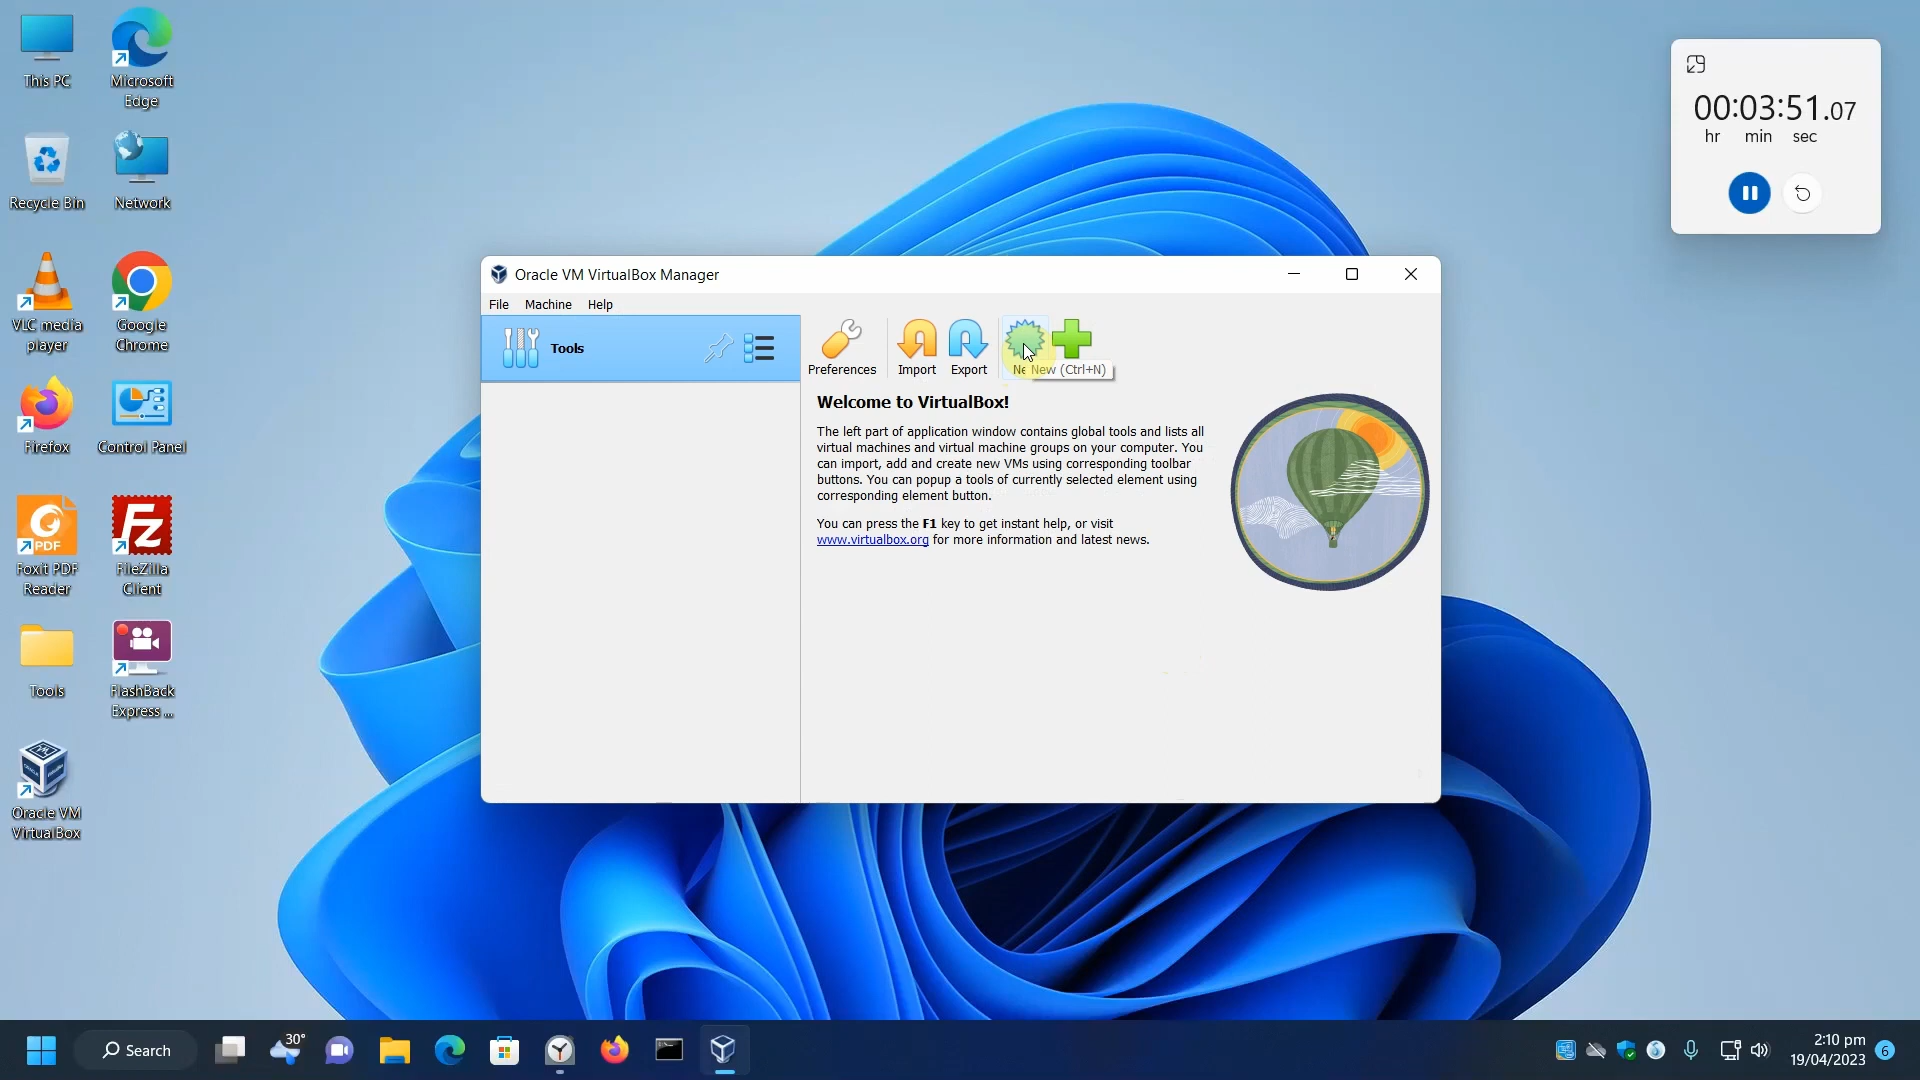 This PC
Microsoft
Edge
Recycle Bin
Network
VLC media
player
Google
Chrome
Firefox
Control Panel
PDF
Foxit PDF
Reader
FileZilla
Client
Tools
FlashBack
Express ...
Oracle VM
VirtualBox
00:03:51.07
hr min sec
Oracle VM VirtualBox Manager
File Machine Help
Tools
Preferences
Import
Export
New (Ctrl+N)
Welcome to VirtualBox!
The left part of application window contains global tools and lists all
virtual machines and virtual machine groups on your computer. You
can import, add and create new VMs using corresponding toolbar
buttons. You can popup a tools of currently selected element using
corresponding element button.
You can press the F1 key to get instant help, or visit
www.virtualbox.org for more information and latest news.
Search
30°
2:10 pm
19/04/2023
6